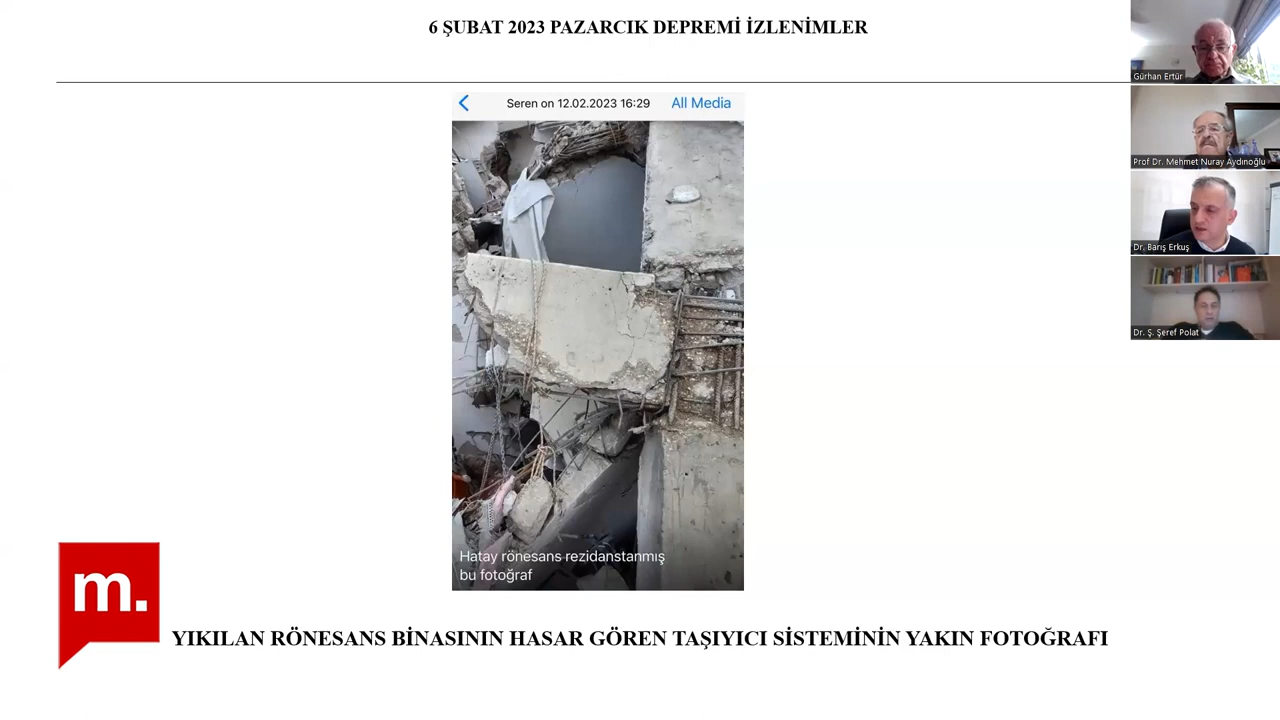 6 ŞUBAT 2023 PAZARCIK DEPREMİ İZLENİMLER
Seren on 12.02.2023 16:29
All Media
Hatay rönesans rezidanstanmış
bu fotoğraf
m.
YIKILAN RÖNESANS BİNASININ HASAR GÖREN TAŞIYICI SİSTEMİNİN YAKIN FOTOĞRAFI
Gürhan Ertür
Prof Dr. Mehmet Nuray Aydınoğlu
Dr. Barış Erkuş
Dr. Ş. Şeref Polat